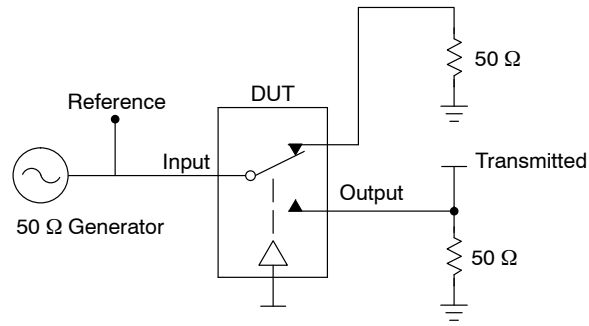 50 Ω
DUT
Reference
Input
Transmitted
Output
50 Ω Generator
50 Ω